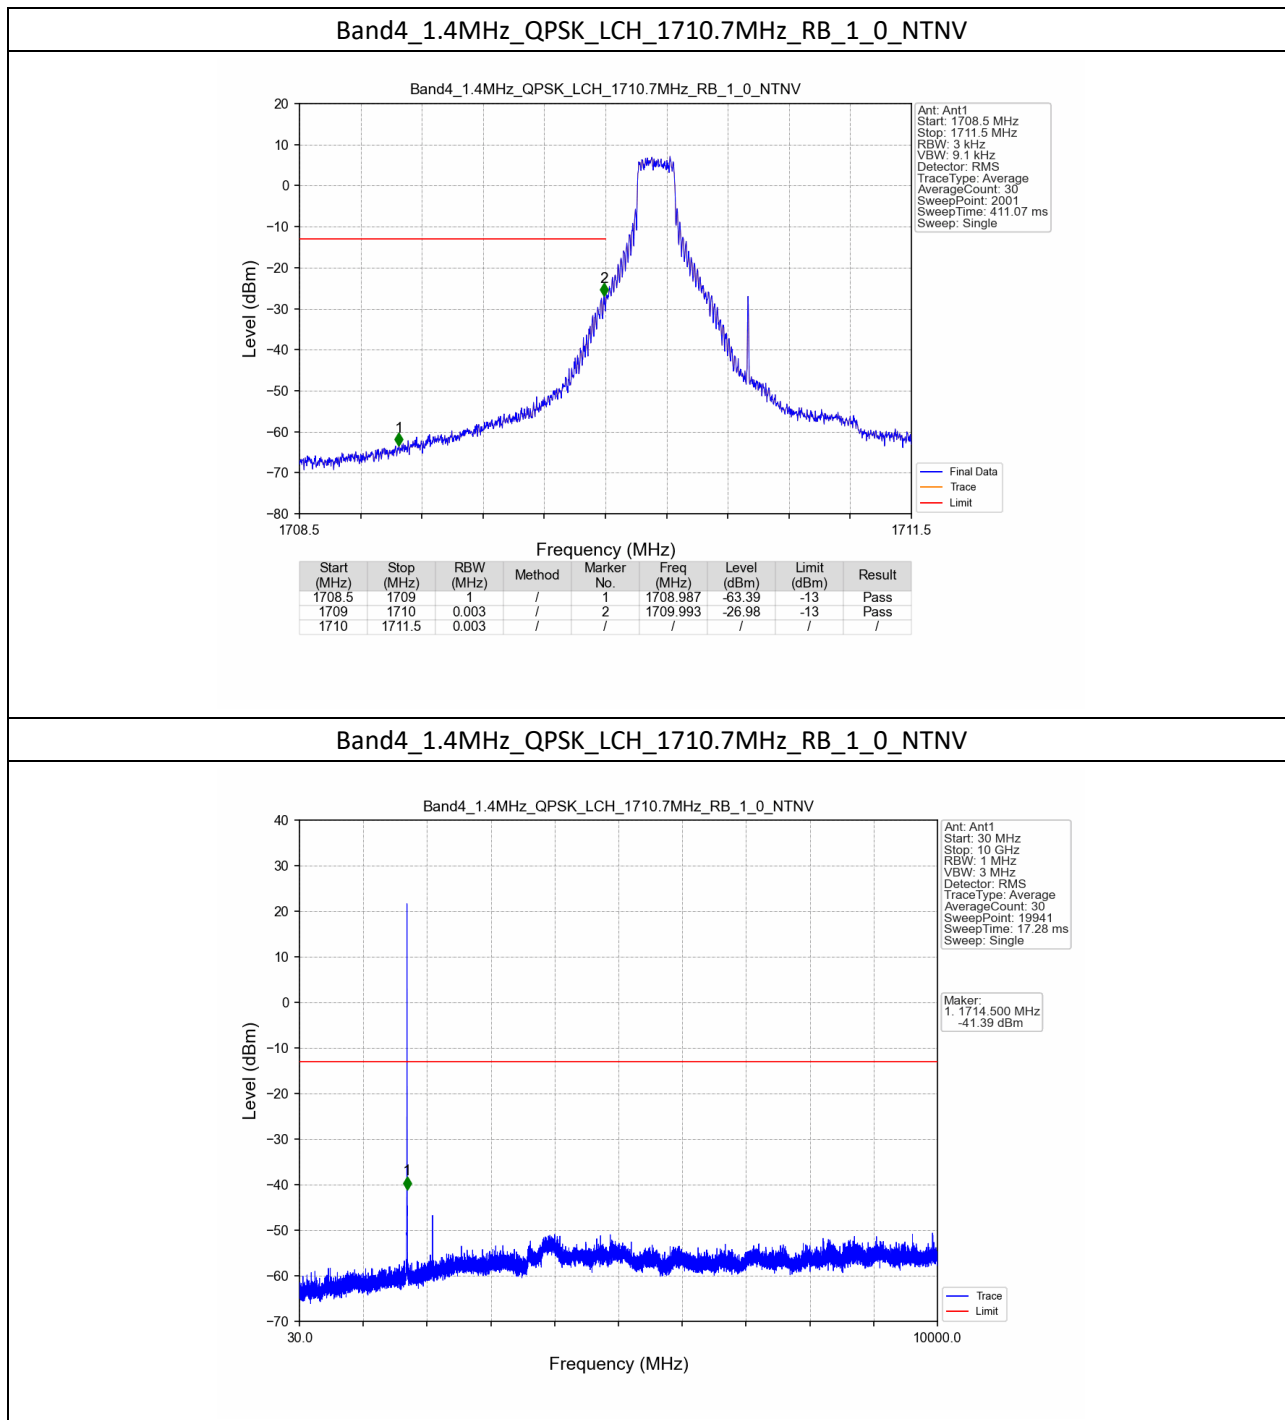 Band4_1.4MHz_QPSK_LCH_1710.7MHz_RB_1_0_NTNV
Band4_1.4MHz_QPSK_LCH_1710.7MHz_RB_1_0_NTNV
20
10
0
−10
−20
−30
−40
−50
−60
−70
−80
Level (dBm)
1
2
1708.5
1711.5
Frequency (MHz)
Ant: Ant1
Start: 1708.5 MHz
Stop: 1711.5 MHz
RBW: 3 kHz
VBW: 9.1 kHz
Detector: RMS
TraceType: Average
AverageCount: 30
SweepPoint: 2001
SweepTime: 411.07 ms
Sweep: Single
Final Data
Trace
Limit
Start (MHz) Stop (MHz) RBW (MHz) Method Marker No. Freq (MHz) Level (dBm) Limit (dBm) Result
1708.5 1709 1 / 1 1708.987 -63.39 -13 Pass
1709 1710 0.003 / 2 1709.993 -26.98 -13 Pass
1710 1711.5 0.003 / / / / / /
Band4_1.4MHz_QPSK_LCH_1710.7MHz_RB_1_0_NTNV
Band4_1.4MHz_QPSK_LCH_1710.7MHz_RB_1_0_NTNV
40
30
20
10
0
−10
−20
−30
−40
−50
−60
−70
Level (dBm)
1
30.0
10000.0
Frequency (MHz)
Ant: Ant1
Start: 30 MHz
Stop: 10 GHz
RBW: 1 MHz
VBW: 3 MHz
Detector: RMS
TraceType: Average
AverageCount: 30
SweepPoint: 19941
SweepTime: 17.28 ms
Sweep: Single
Maker:
1. 1714.500 MHz
-41.39 dBm
Trace
Limit